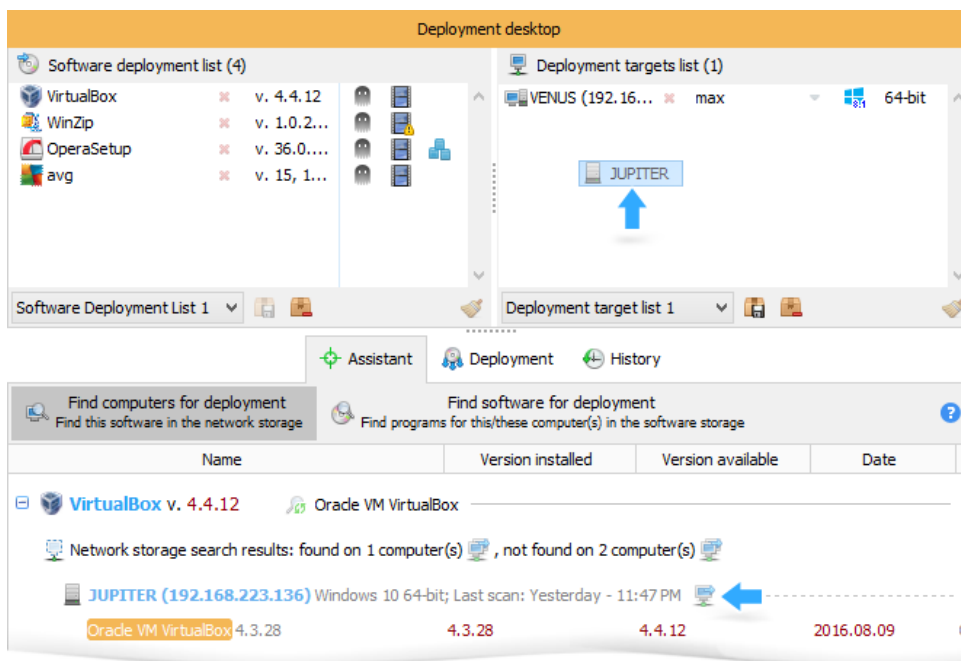 Deployment desktop
Software deployment list (4)
VirtualBox v. 4.4.12
WinZip v. 1.0.2...
OperaSetup v. 36.0....
avg v. 15, 1...
Software Deployment List 1
Deployment targets list (1)
VENUS (192.16... max 8.1 64-bit
JUPITER
Deployment target list 1
Assistant Deployment History
Find computers for deployment
Find this software in the network storage
Find software for deployment
Find programs for this/these computer(s) in the software storage
?
Name Version installed Version available Date
VirtualBox v. 4.4.12 Oracle VM VirtualBox
Network storage search results: found on 1 computer(s) , not found on 2 computer(s)
JUPITER (192.168.223.136) Windows 10 64-bit; Last scan: Yesterday - 11:47 PM
Oracle VM VirtualBox 4.3.28 4.3.28 4.4.12 2016.08.09